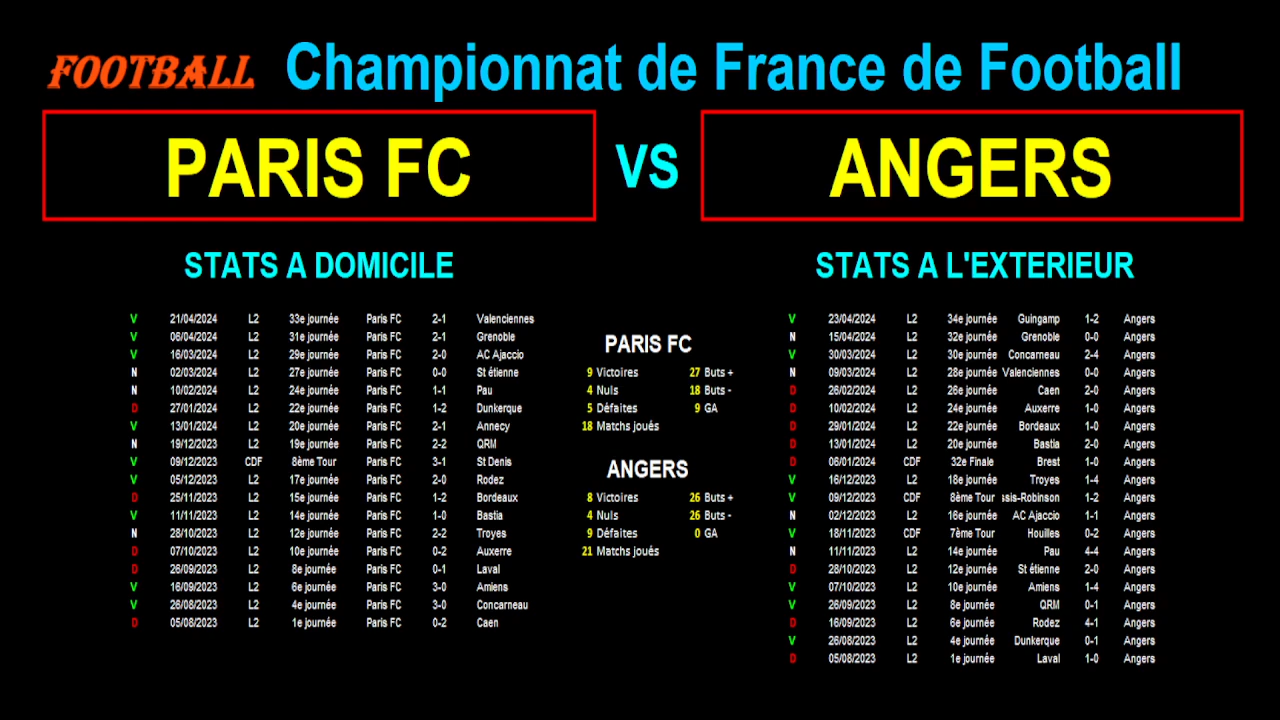 FOOTBALL Championnat de France de Football
PARIS FC VS ANGERS
STATS A DOMICILE
V 21/04/2024 L2 33e journée Paris FC 2-1 Valenciennes
V 06/04/2024 L2 31e journée Paris FC 2-1 Grenoble
V 16/03/2024 L2 29e journée Paris FC 2-0 AC Ajaccio
N 02/03/2024 L2 27e journée Paris FC 0-0 St étienne
N 10/02/2024 L2 24e journée Paris FC 1-1 Pau
D 27/01/2024 L2 22e journée Paris FC 1-2 Dunkerque
V 13/01/2024 L2 20e journée Paris FC 2-1 Annecy
N 19/12/2023 L2 19e journée Paris FC 2-2 QRM
V 09/12/2023 CDF 8ème Tour Paris FC 3-1 St Denis
V 05/12/2023 L2 17e journée Paris FC 2-0 Rodez
D 25/11/2023 L2 15e journée Paris FC 1-2 Bordeaux
V 11/11/2023 L2 14e journée Paris FC 1-0 Bastia
N 28/10/2023 L2 12e journée Paris FC 2-2 Troyes
D 07/10/2023 L2 10e journée Paris FC 0-2 Auxerre
D 26/09/2023 L2 8e journée Paris FC 0-1 Laval
V 16/09/2023 L2 6e journée Paris FC 3-0 Amiens
V 26/08/2023 L2 4e journée Paris FC 3-0 Concarneau
D 05/08/2023 L2 1e journée Paris FC 0-2 Caen
PARIS FC
9 Victoires 27 Buts +
4 Nuls 18 Buts -
5 Défaites 9 GA
18 Matchs joués
ANGERS
8 Victoires 26 Buts +
4 Nuls 26 Buts -
9 Défaites 0 GA
21 Matchs joués
STATS A L'EXTERIEUR
V 23/04/2024 L2 34e journée Guingamp 1-2 Angers
N 15/04/2024 L2 32e journée Grenoble 0-0 Angers
V 30/03/2024 L2 30e journée Concarneau 2-4 Angers
N 09/03/2024 L2 28e journée Valenciennes 0-0 Angers
D 26/02/2024 L2 26e journée Caen 2-0 Angers
D 10/02/2024 L2 24e journée Auxerre 1-0 Angers
D 29/01/2024 L2 22e journée Bordeaux 1-0 Angers
D 13/01/2024 L2 20e journée Bastia 2-0 Angers
D 06/01/2024 CDF 32e Finale Brest 1-0 Angers
V 16/12/2023 L2 18e journée Troyes 1-4 Angers
V 09/12/2023 CDF 8ème Tour ssis-Robinson 1-2 Angers
N 02/12/2023 L2 16e journée AC Ajaccio 1-1 Angers
V 18/11/2023 CDF 7ème Tour Houilles 0-2 Angers
N 11/11/2023 L2 14e journée Pau 4-4 Angers
D 28/10/2023 L2 12e journée St étienne 2-0 Angers
V 07/10/2023 L2 10e journée Amiens 1-4 Angers
V 26/09/2023 L2 8e journée QRM 0-1 Angers
D 16/09/2023 L2 6e journée Rodez 4-1 Angers
V 26/08/2023 L2 4e journée Dunkerque 0-1 Angers
D 05/08/2023 L2 1e journée Laval 1-0 Angers